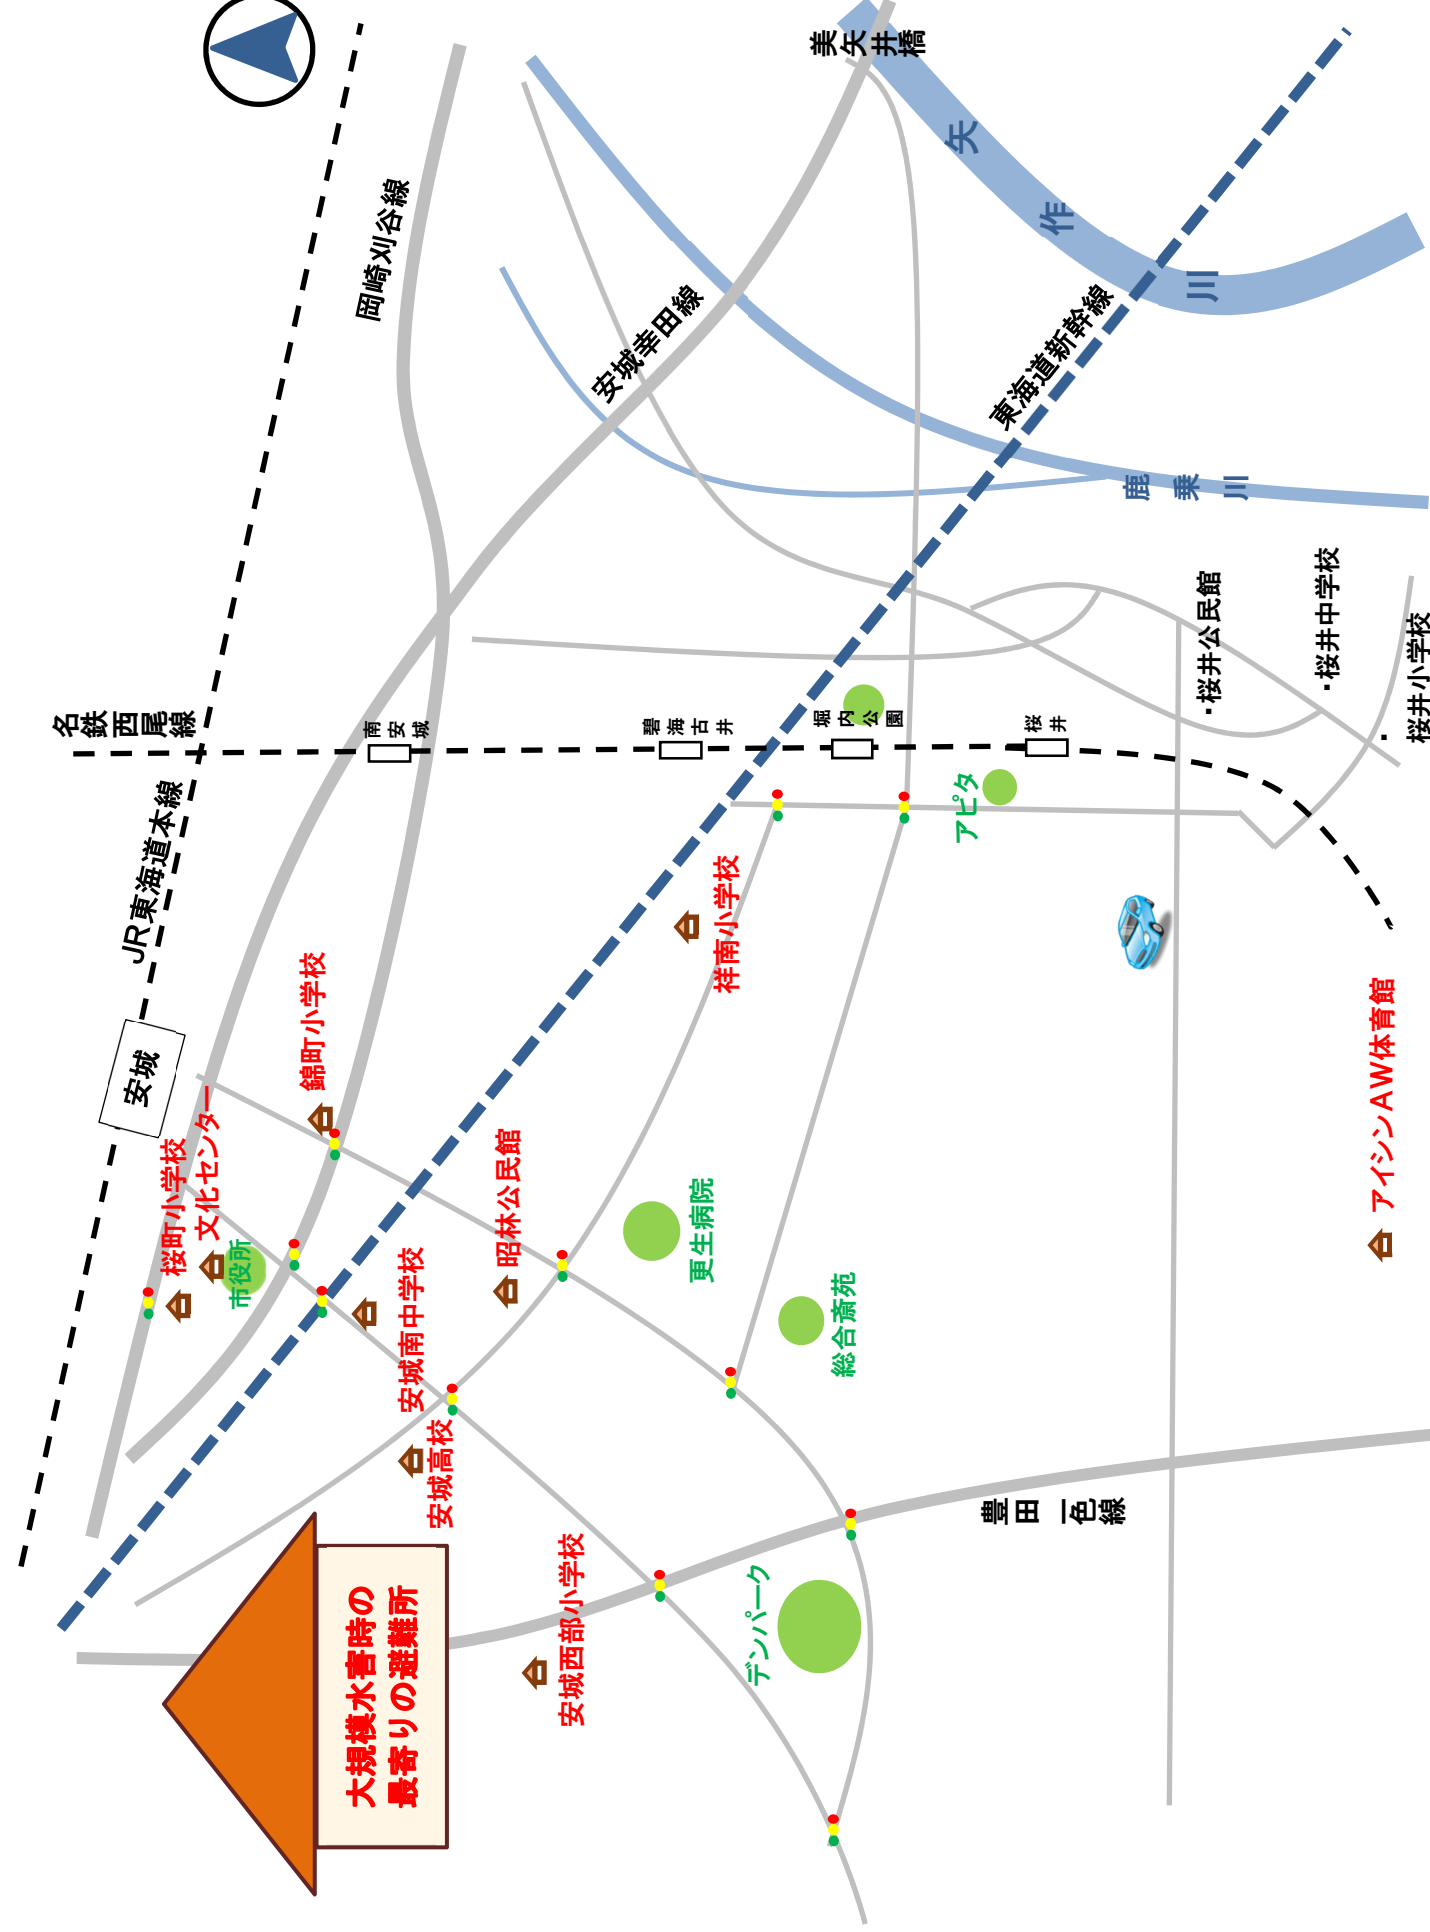 大規模水害時の
最寄りの避難所
名鉄西尾線
JR東海道本線
安城
岡崎刈谷線
安城幸田線
東海道新幹線
美矢井橋
矢作川
鹿乗川
南安城
碧海古井
堀内公園
桜井
桜町小学校
文化センター
市役所
錦町小学校
祥南小学校
アピタ
・桜井公民館
・桜井中学校
・桜井小学校
昭林公民館
更生病院
安城南中学校
総合斎苑
安城高校
安城西部小学校
デンパーク
豊田一色線
アイシンAW体育館